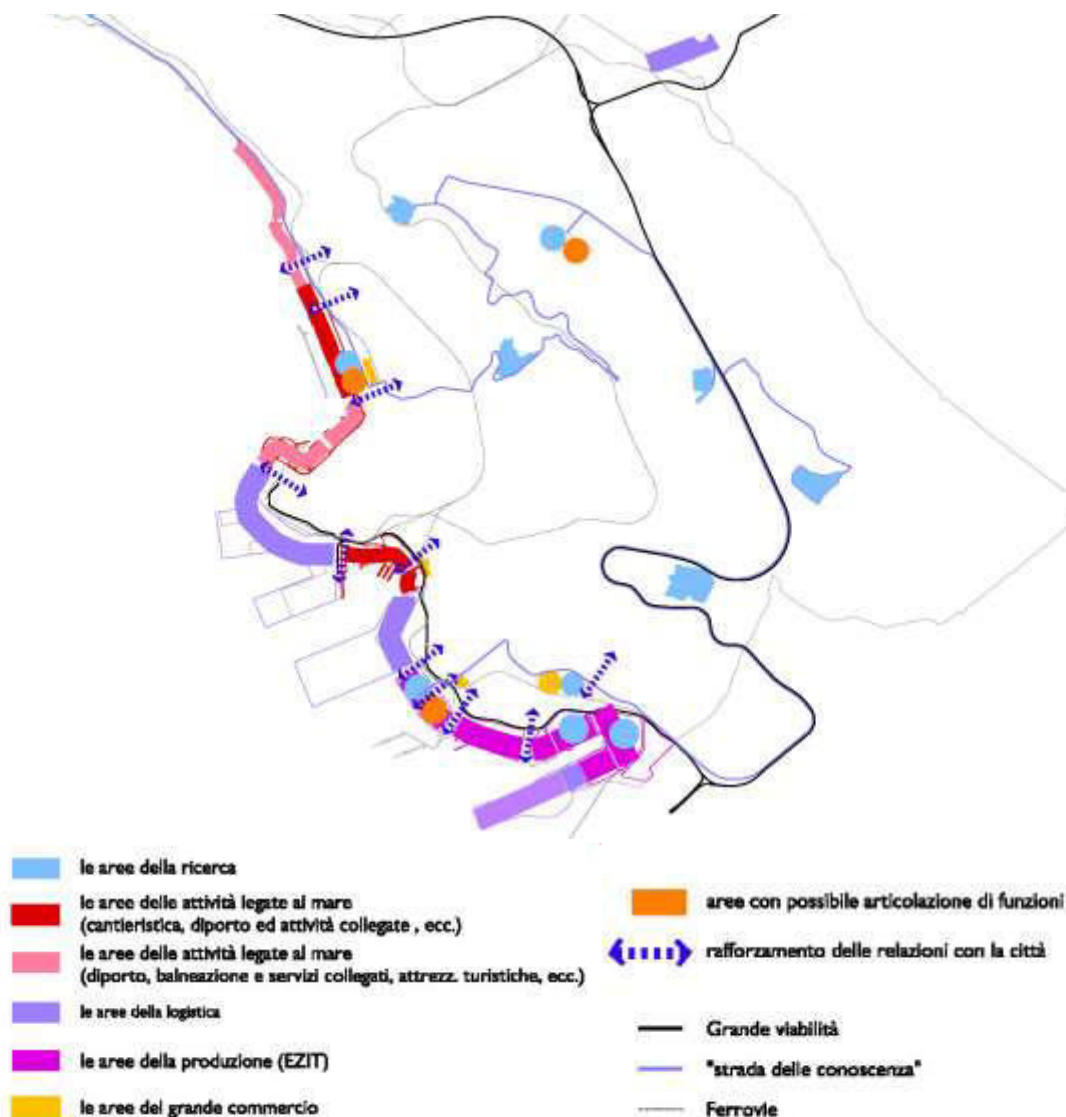 le aree della ricerca
le aree delle attività legate al mare
(cantieristica, diporto ed attività collegate , ecc.)
le aree delle attività legate al mare
(diporto, balneazione e servizi collegati, attrezz. turistiche, ecc.)
le aree della logistica
le aree della produzione (EZIT)
le aree del grande commercio
aree con possibile articolazione di funzioni
rafforzamento delle relazioni con la città
Grande viabilità
"strada delle conoscenza"
Ferrovie